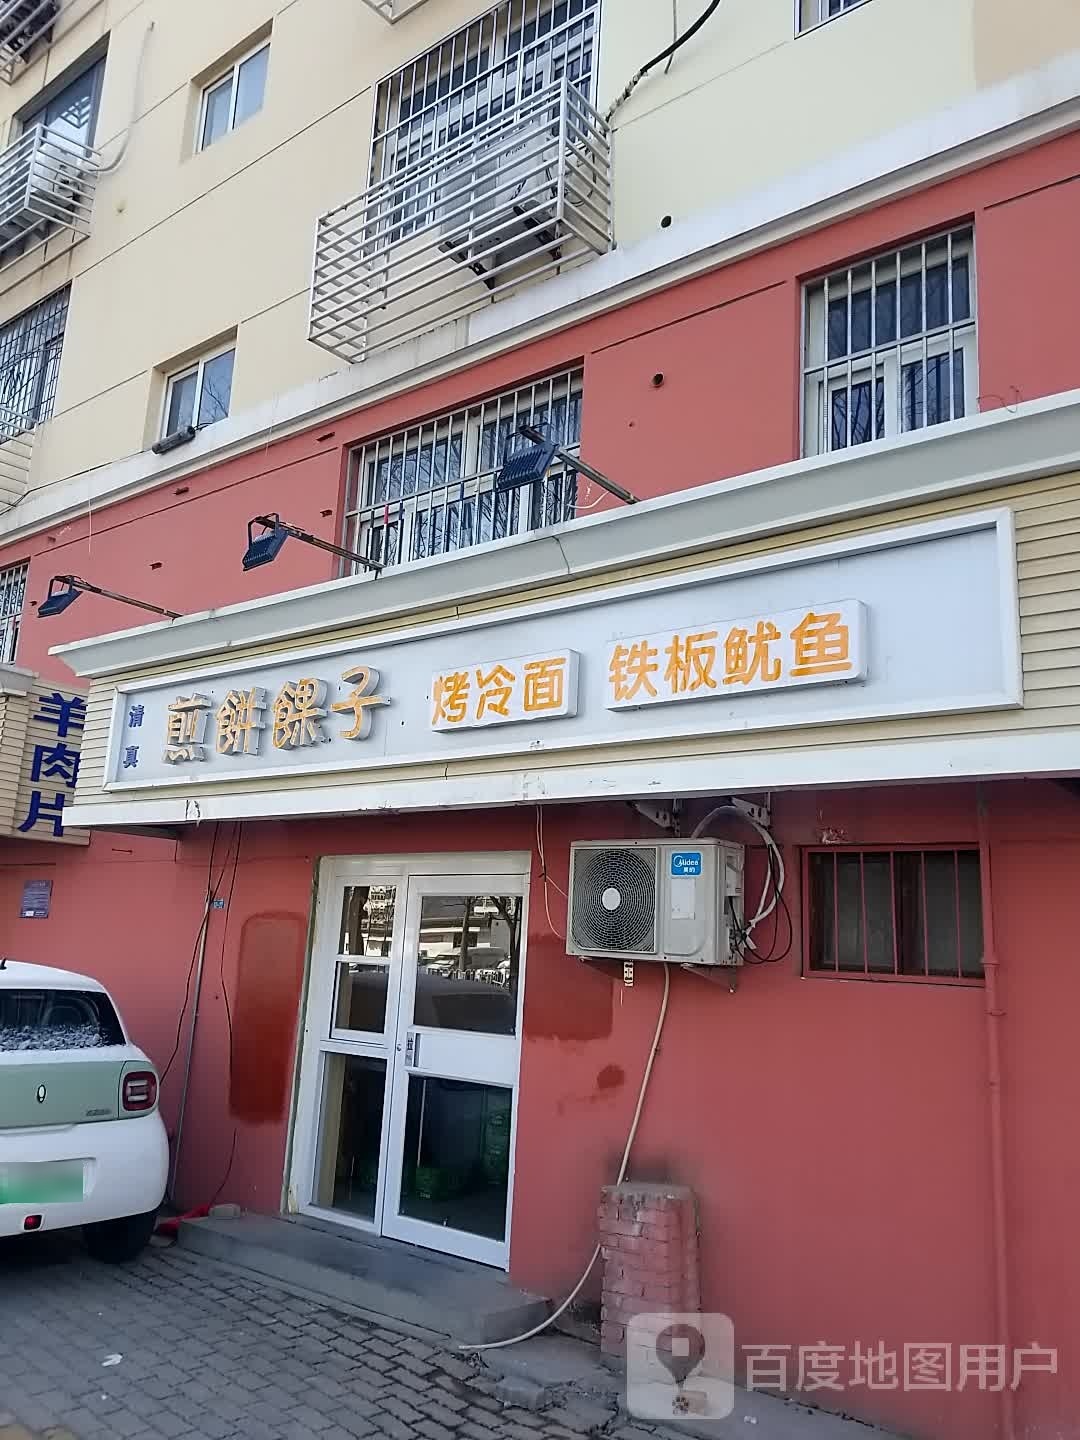 清真
煎餅餜子 烤冷面 铁板鱿鱼
羊肉片
Midea
美的
拉
百度地图用户